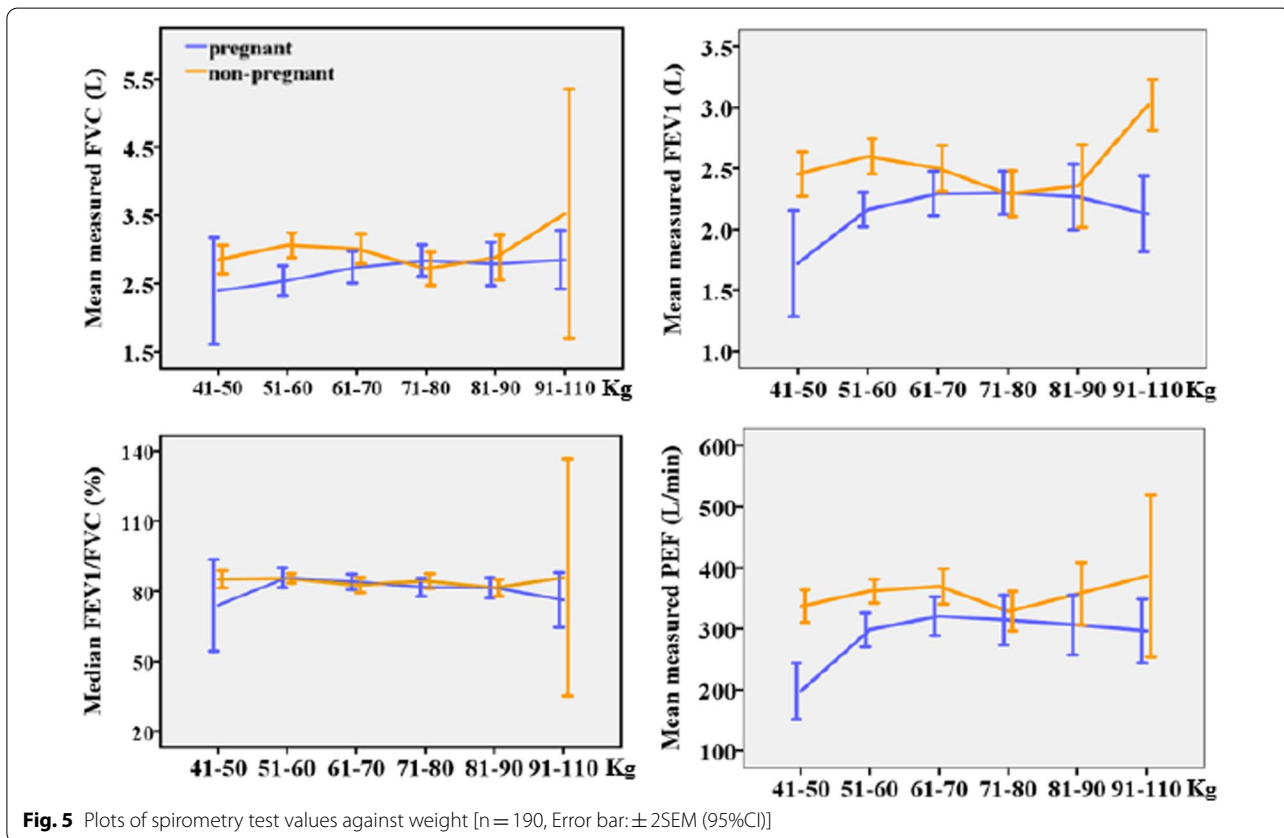 Mean measured FVC (L)
pregnant
non-pregnant
5.5
4.5
3.5
2.5
1.5
41-50 51-60 61-70 71-80 81-90 91-110 Kg
Mean measured FEV1 (L)
3.5
3.0
2.5
2.0
1.5
1.0
41-50 51-60 61-70 71-80 81-90 91-110 Kg
Median FEV1/FVC (%)
140
110
80
50
20
41-50 51-60 61-70 71-80 81-90 91-110 Kg
Mean measured PEF (L/min)
600
500
400
300
200
100
41-50 51-60 61-70 71-80 81-90 91-110 Kg
Fig. 5 Plots of spirometry test values against weight [n = 190, Error bar: ± 2SEM (95%CI)]